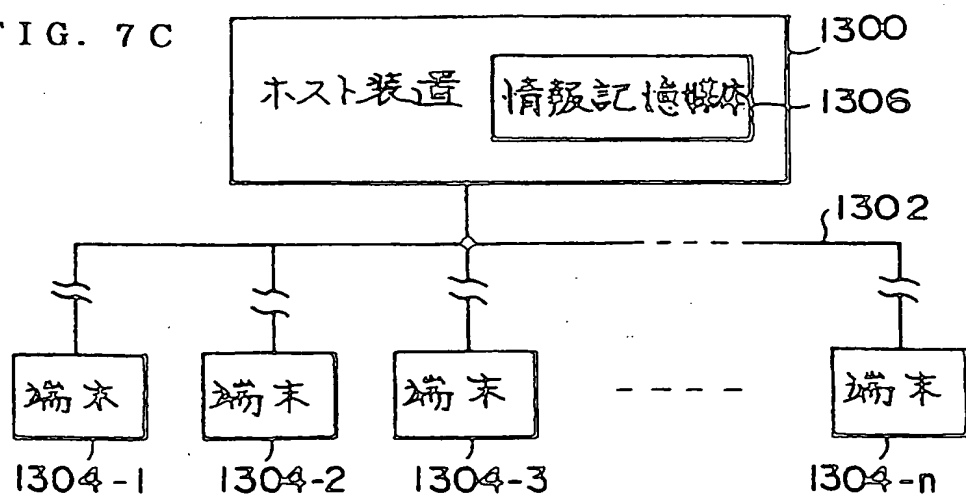 FIG. 7C
1300
ホスト装置
情報記憶媒体
1306
1302
端末
端末
端末
端末
1304-1
1304-2
1304-3
1304-n